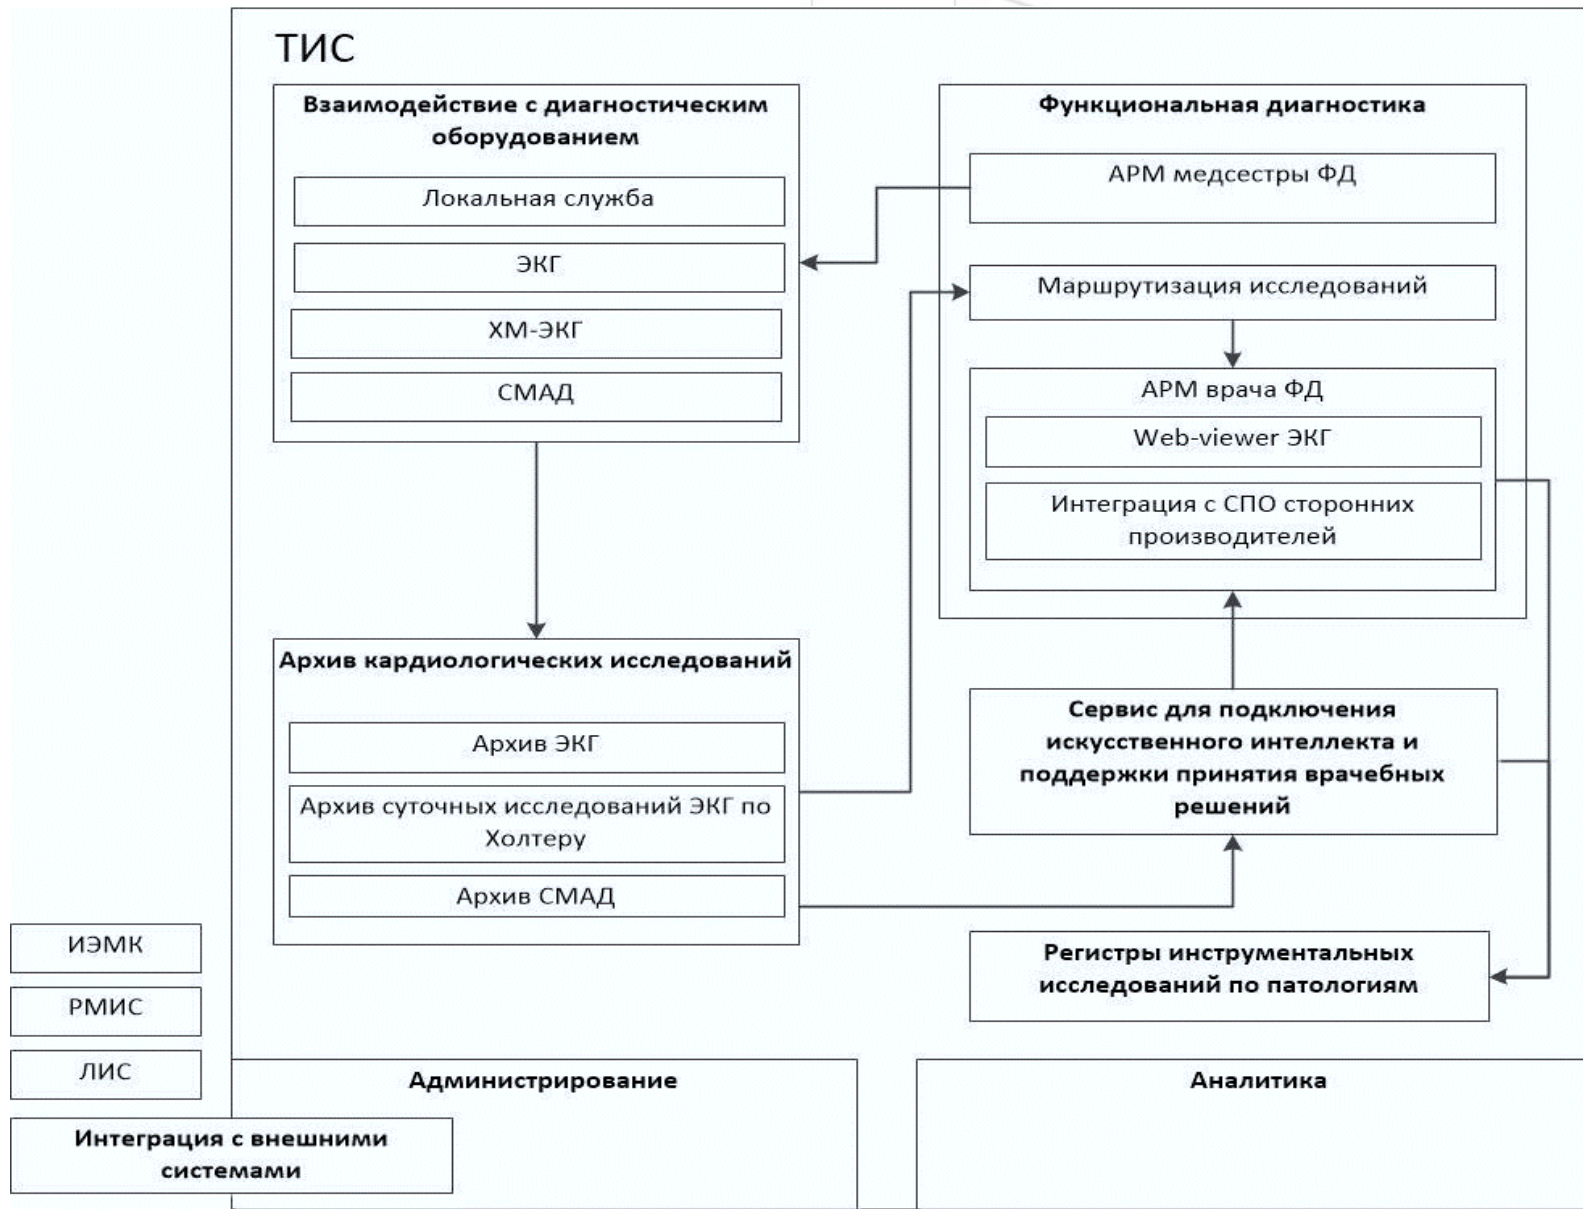 ТИС
Взаимодействие с диагностическим
оборудованием
Локальная служба
ЭКГ
ХМ-ЭКГ
СМАД
Функциональная диагностика
АРМ медсестры ФД
Маршрутизация исследований
АРМ врача ФД
Web-viewer ЭКГ
Интеграция с СПО сторонних
производителей
Архив кардиологических исследований
Архив ЭКГ
Архив суточных исследований ЭКГ по
Холтеру
Архив СМАД
Сервис для подключения
искусственного интеллекта и
поддержки принятия врачебных
решений
Регистры инструментальных
исследований по патологиям
ИЭМК
РМИС
ЛИС
Интеграция с внешними
системами
Администрирование
Аналитика